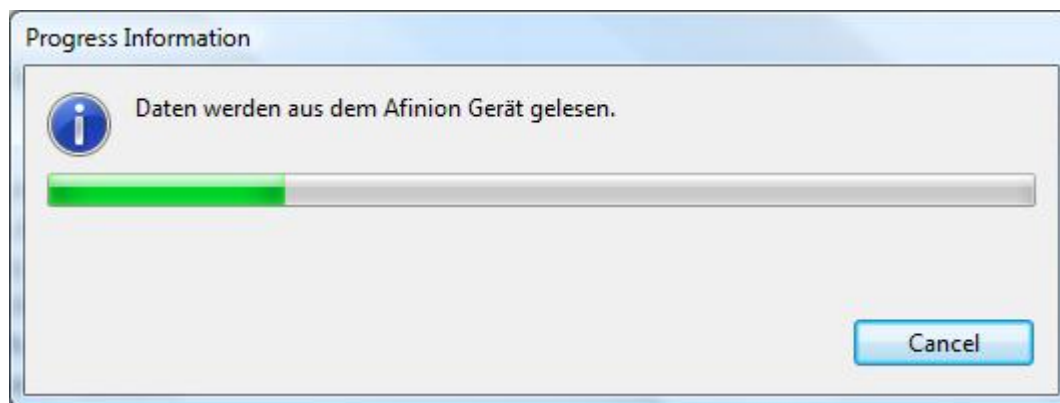 Progress Information
Daten werden aus dem Afinion Gerät gelesen.
Cancel